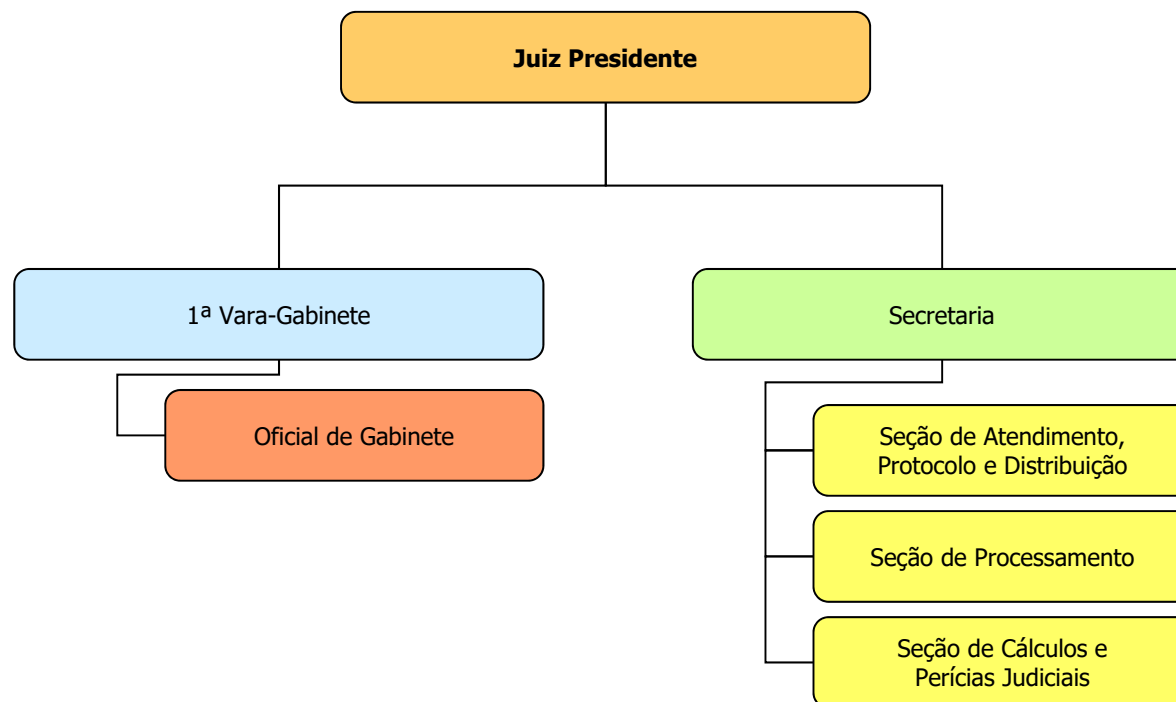 Juiz Presidente
1ª Vara-Gabinete
Secretaria
Oficial de Gabinete
Seção de Atendimento,
Protocolo e Distribuição
Seção de Processamento
Seção de Cálculos e
Perícias Judiciais